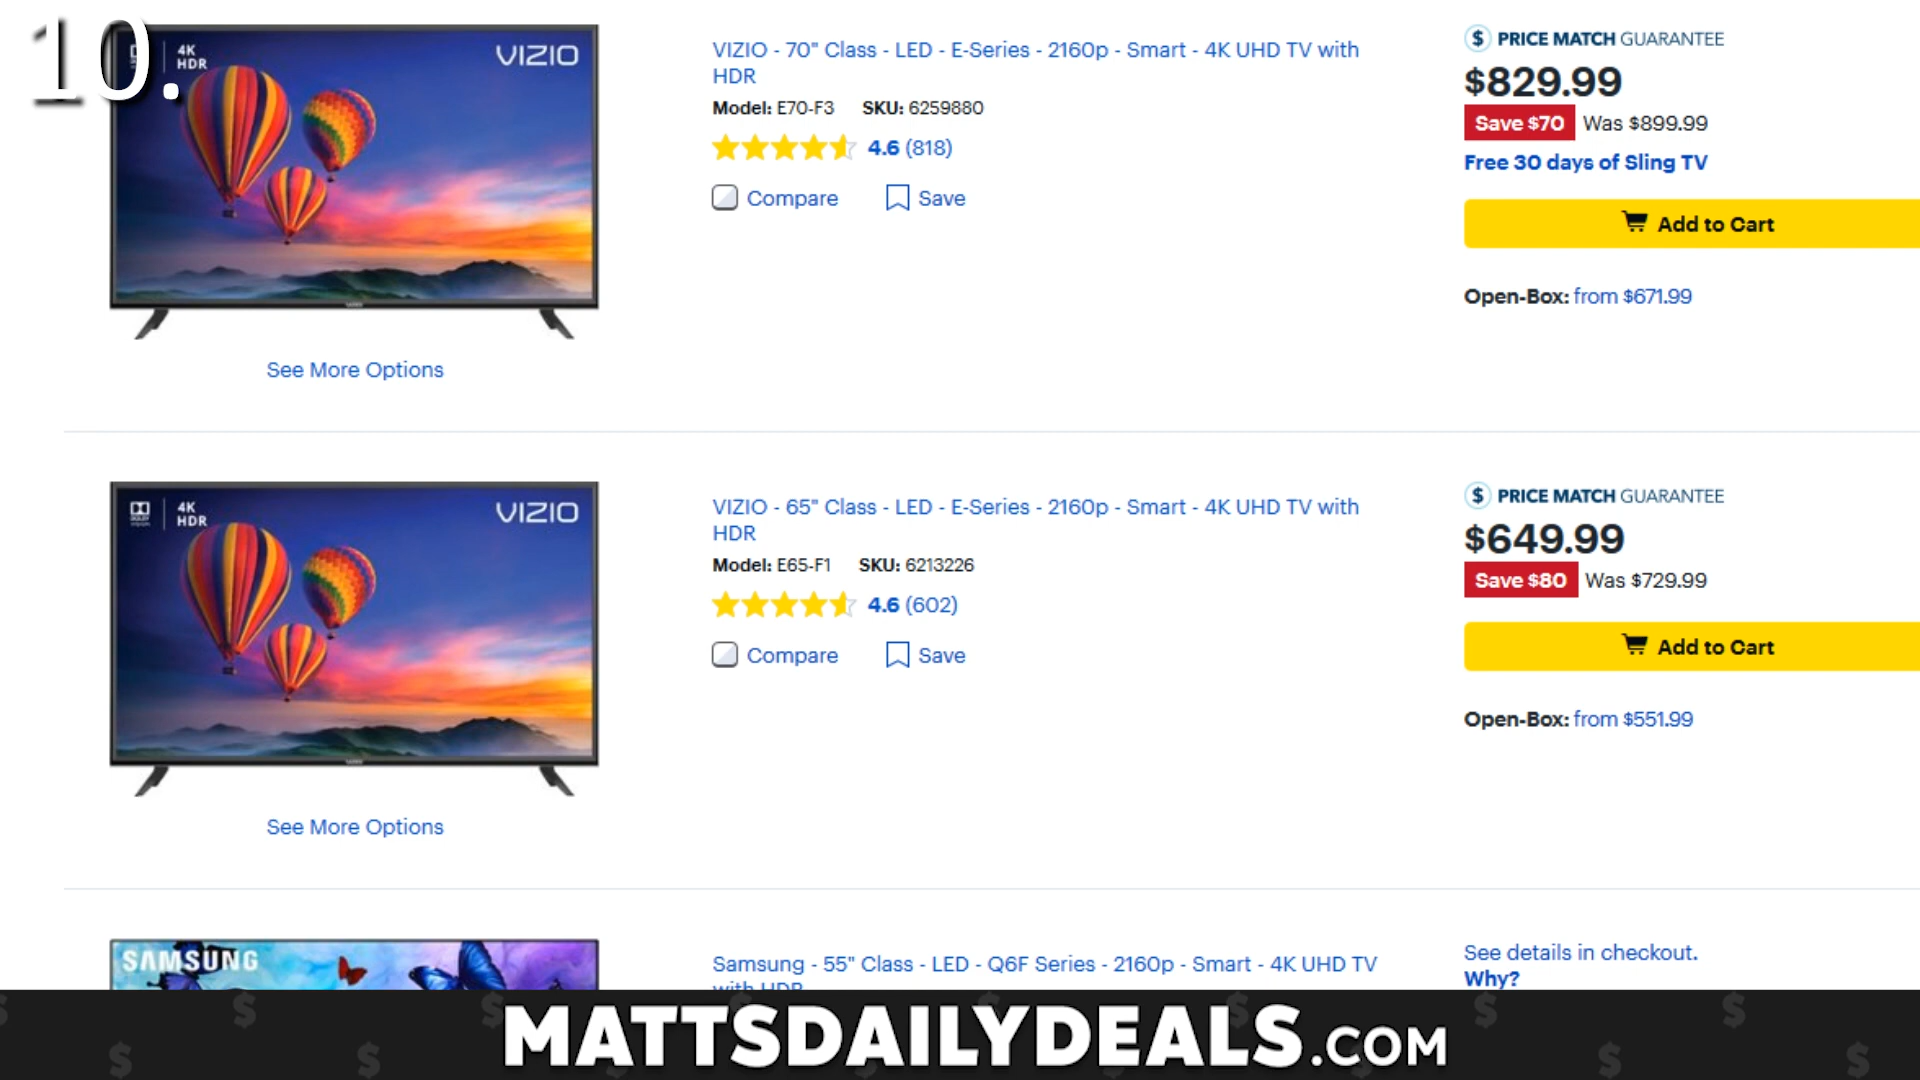 10.
4K
HDR
VIZIO
VIZIO - 70" Class - LED - E-Series - 2160p - Smart - 4K UHD TV with
HDR
Model: E70-F3 SKU: 6259880
4.6 (818)
Compare Save
See More Options
$ PRICE MATCH GUARANTEE
$829.99
Save $70 Was $899.99
Free 30 days of Sling TV
Add to Cart
Open-Box: from $671.99
4K
HDR
VIZIO
VIZIO - 65" Class - LED - E-Series - 2160p - Smart - 4K UHD TV with
HDR
Model: E65-F1 SKU: 6213226
4.6 (602)
Compare Save
See More Options
$ PRICE MATCH GUARANTEE
$649.99
Save $80 Was $729.99
Add to Cart
Open-Box: from $551.99
SAMSUNG
Samsung - 55" Class - LED - Q6F Series - 2160p - Smart - 4K UHD TV
with HDR
See details in checkout.
Why?
MATTSDAILYDEALS.COM